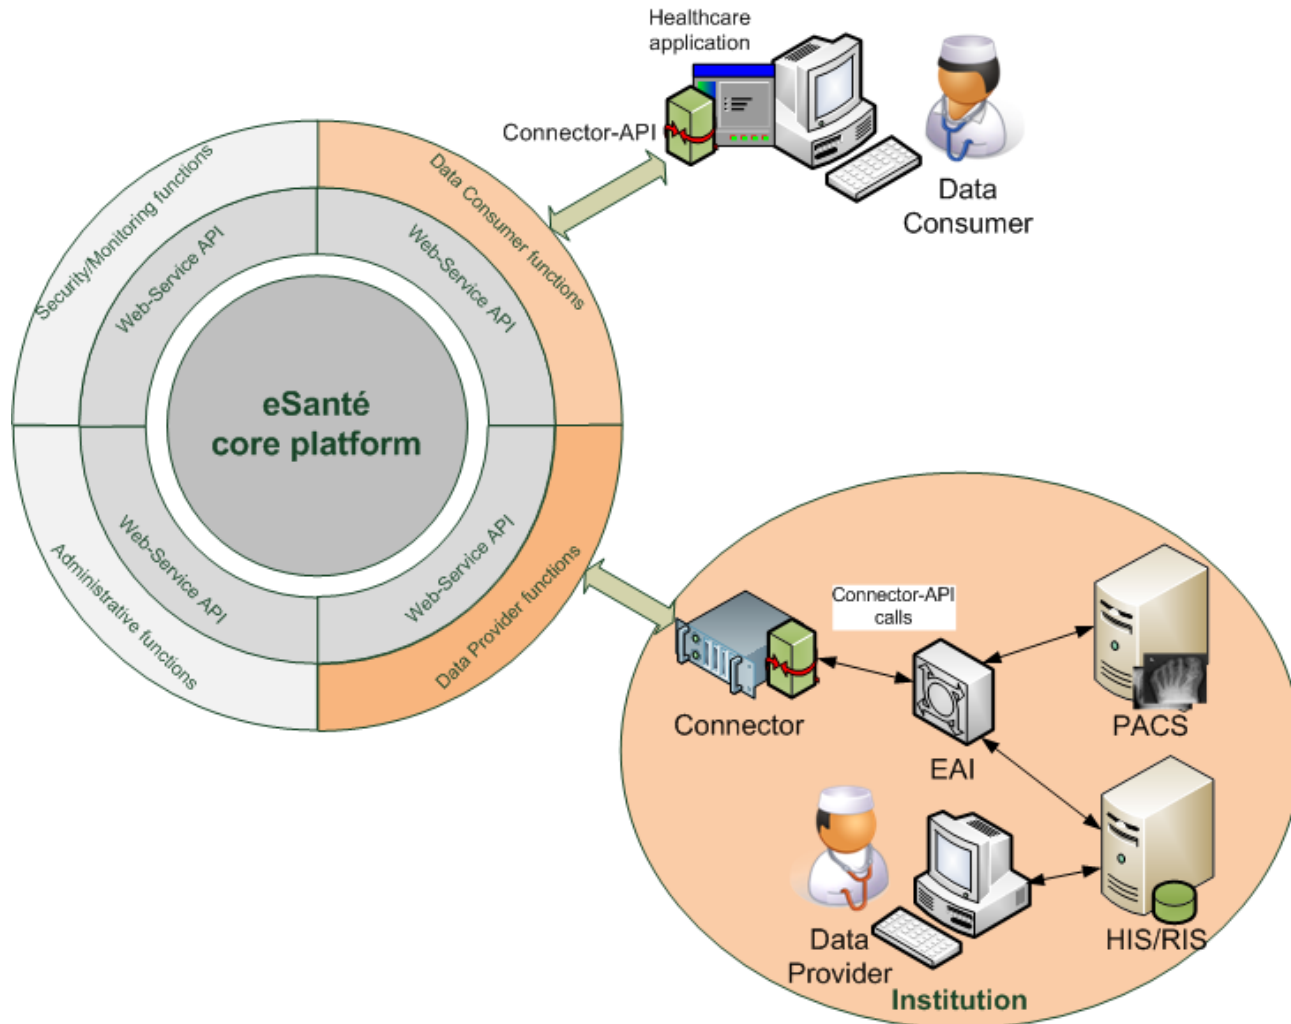 Healthcare
application
Connector-API
Data
Consumer
Security/Monitoring functions
Data Consumer functions
Web-Service API
Web-Service API
eSanté
core platform
Web-Service API
Web-Service API
Administrative functions
Data Provider functions
Connector-API
calls
Connector
EAI
PACS
Data
Provider
HIS/RIS
Institution